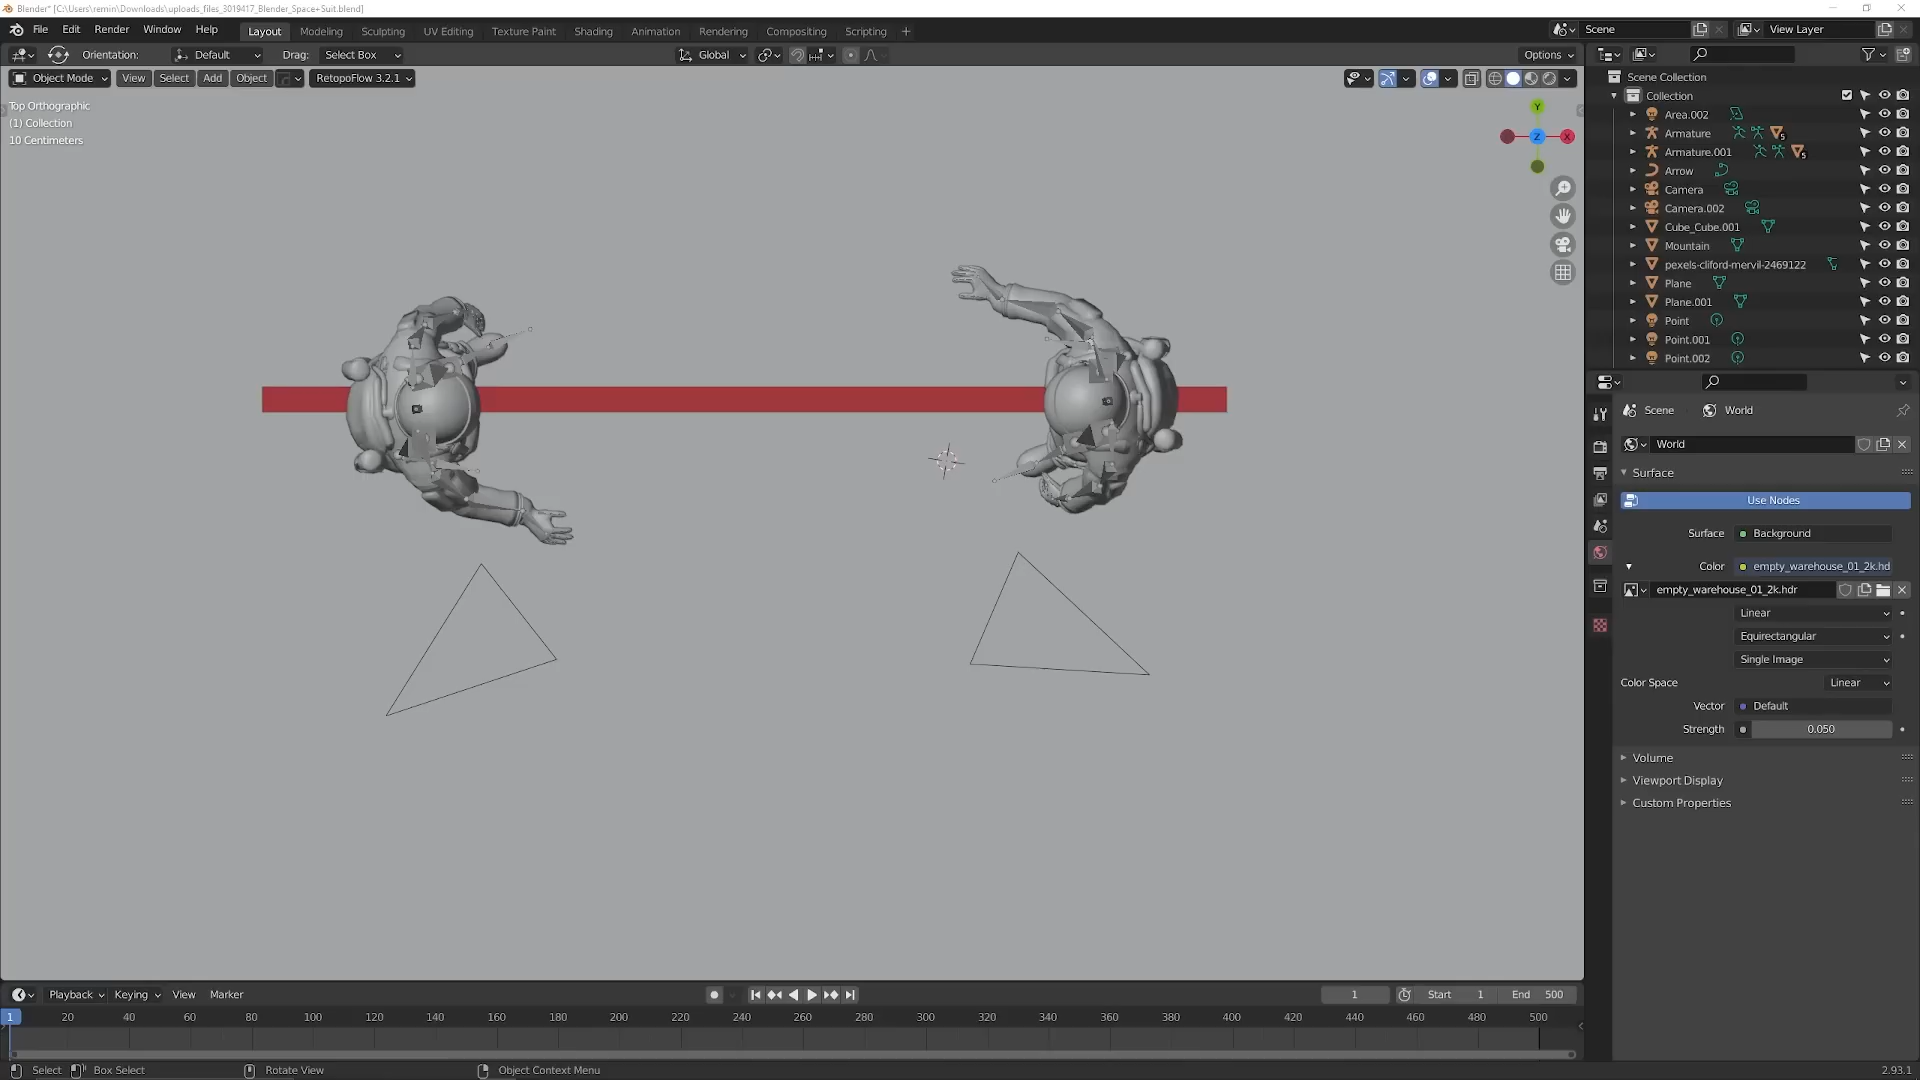 Blender* [C:\Users\remin\Downloads\uploads_files_3019417_Blender_Space+Suit.blend]
File Edit Render Window Help Layout Modeling Sculpting UV Editing Texture Paint Shading Animation Rendering Compositing Scripting + Scene View Layer
Orientation: Default Drag: Select Box Global Options
Object Mode View Select Add Object RetopoFlow 3.2.1
Top Orthographic
(1) Collection
10 Centimeters
Y
Z X
Scene Collection
Collection
Area.002
Armature 5
Armature.001 5
Arrow
Camera
Camera.002
Cube_Cube.001
Mountain
pexels-cliford-mervil-2469122
Plane
Plane.001
Point
Point.001
Point.002
Scene World
World
Surface
Use Nodes
Surface Background
Color empty_warehouse_01_2k.hd
empty_warehouse_01_2k.hdr
Linear
Equirectangular
Single Image
Color Space Linear
Vector Default
Strength 0.050
Volume
Viewport Display
Custom Properties
Playback Keying View Marker 1 Start 1 End 500
1 20 40 60 80 100 120 140 160 180 200 220 240 260 280 300 320 340 360 380 400 420 440 460 480 500
Select Box Select Rotate View Object Context Menu 2.93.1